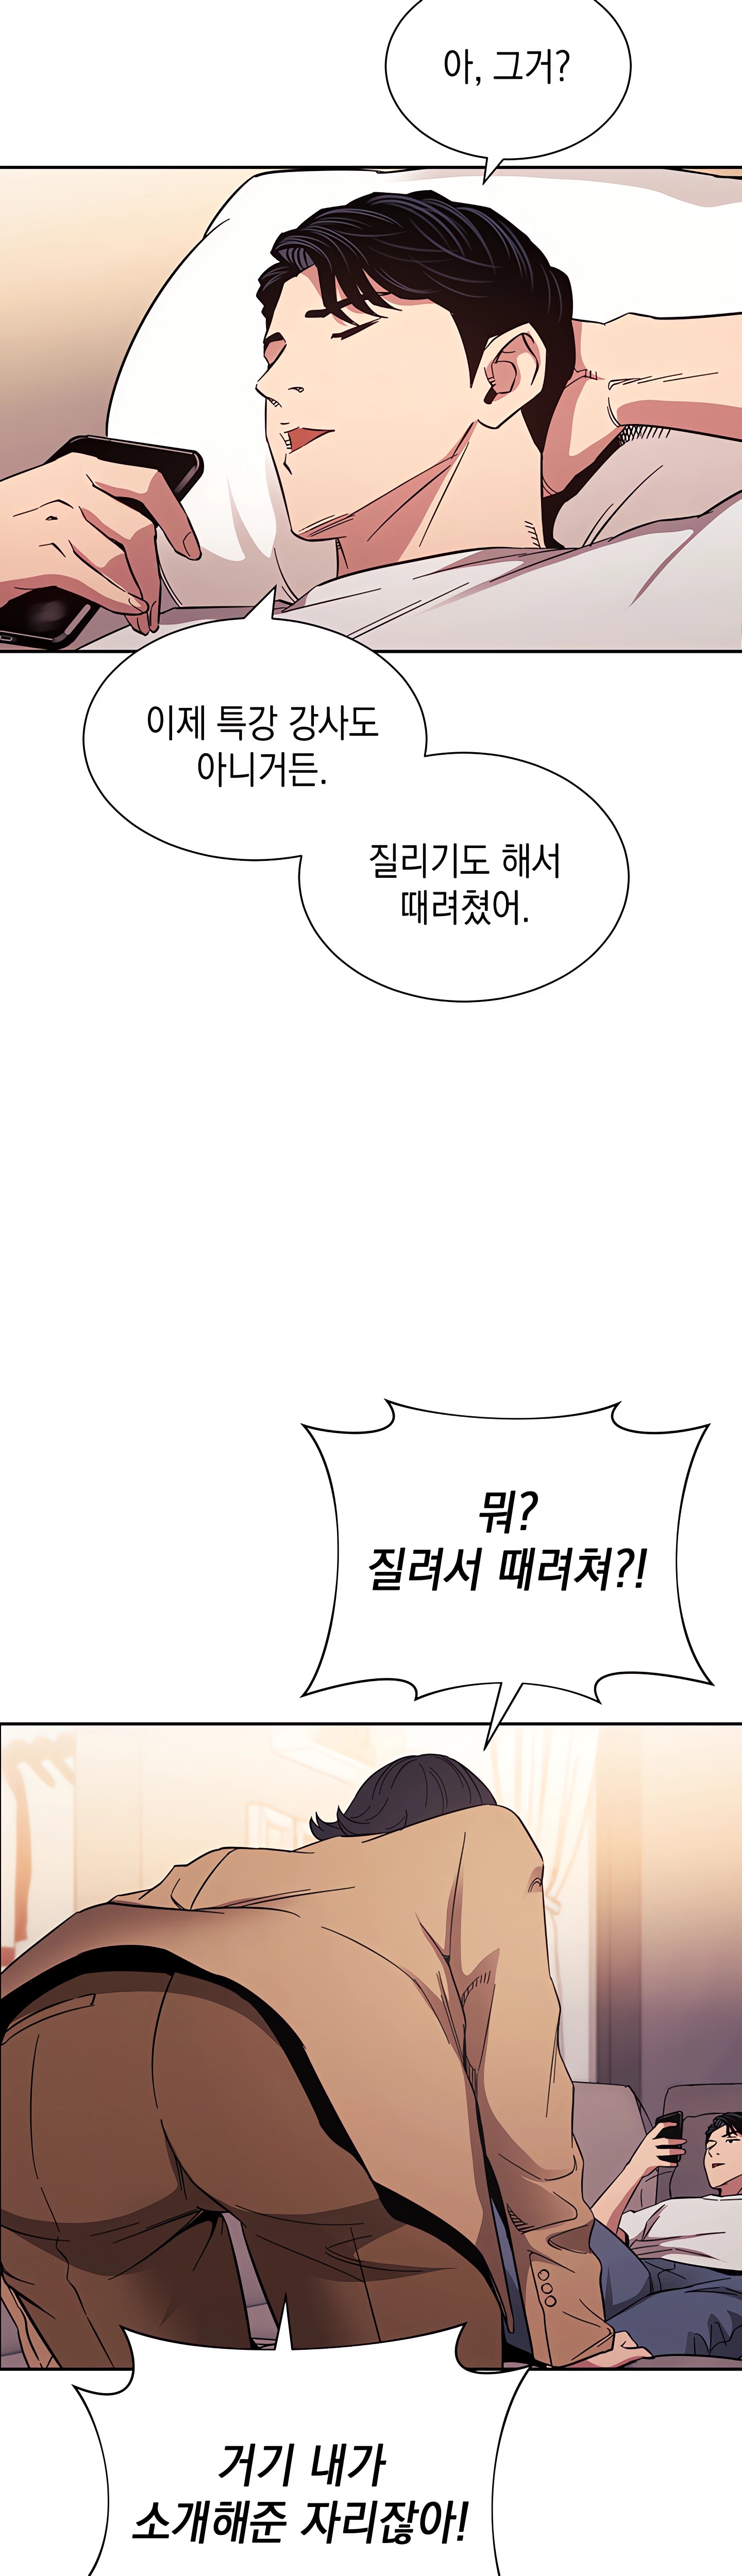 아, 그거?
이제 특강 강사도
아니거든.
질리기도 해서
때려쳤어.
뭐?
질려서 때려쳐?!
거기 내가
소개해준 자리잖아!